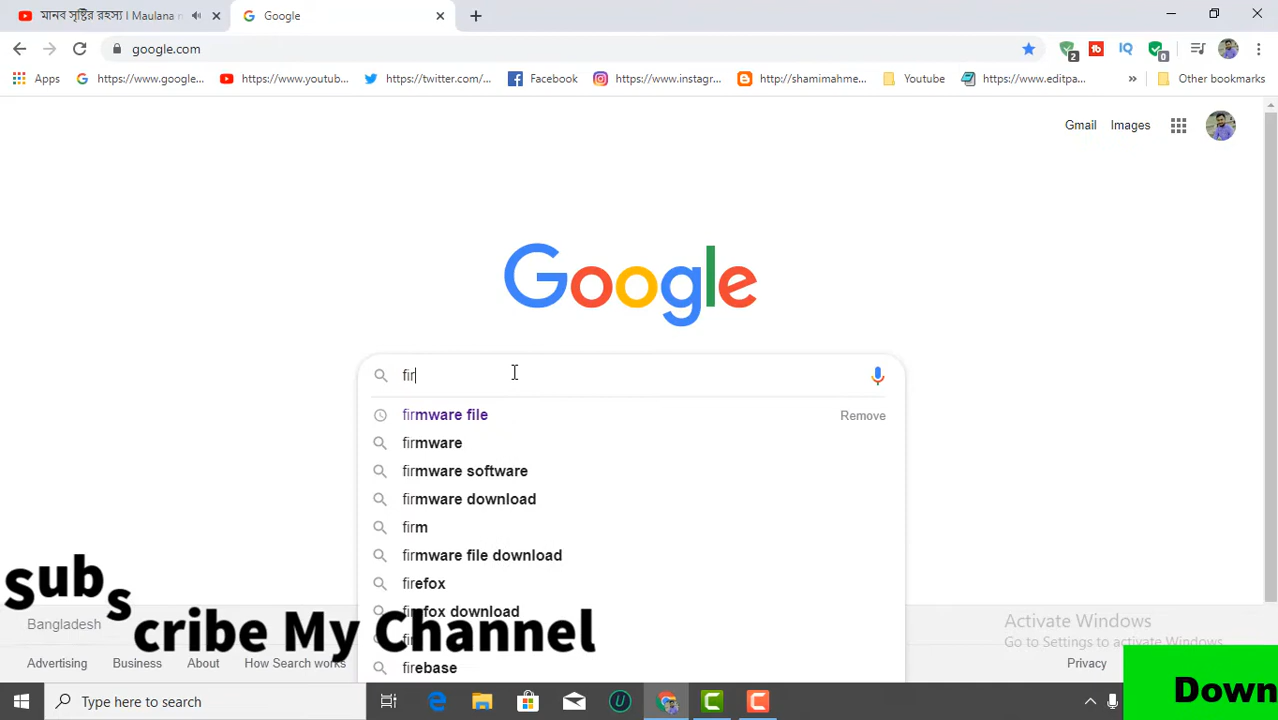 মানব সৃষ্টির রহস্য । Maulana
Google
google.com
2
0
Apps
https://www.google...
https://www.youtub...
https://twitter.com/...
Facebook
https://www.instagr...
http://shamimahme...
Youtube
https://www.editpa...
»
Other bookmarks
Gmail
Images
Google
fir
firmware file
Remove
firmware
firmware software
firmware download
firm
firmware file download
firefox
firefox download
firebase
Subscribe My Channel
Bangladesh
Activate Windows
Go to Settings to activate Windows.
Advertising
Business
About
How Search works
Privacy
Down
Type here to search